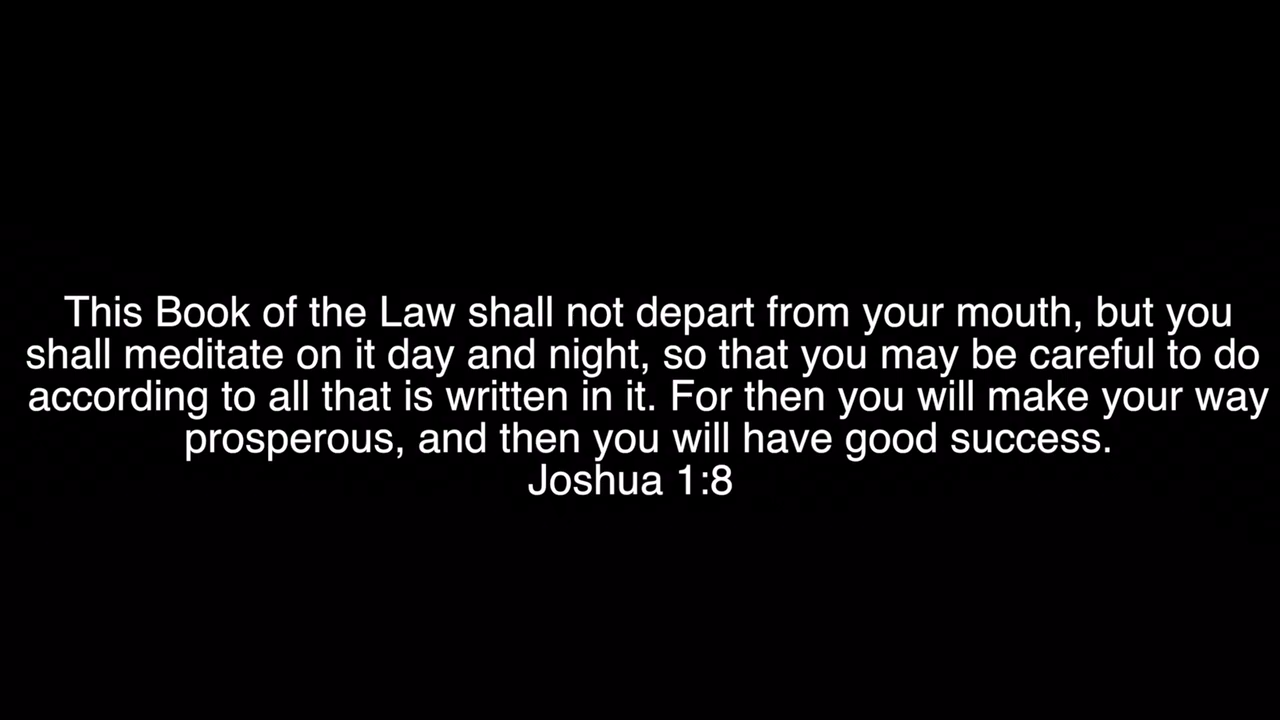 This Book of the Law shall not depart from your mouth, but you
shall meditate on it day and night, so that you may be careful to do
according to all that is written in it. For then you will make your way
prosperous, and then you will have good success.
Joshua 1:8